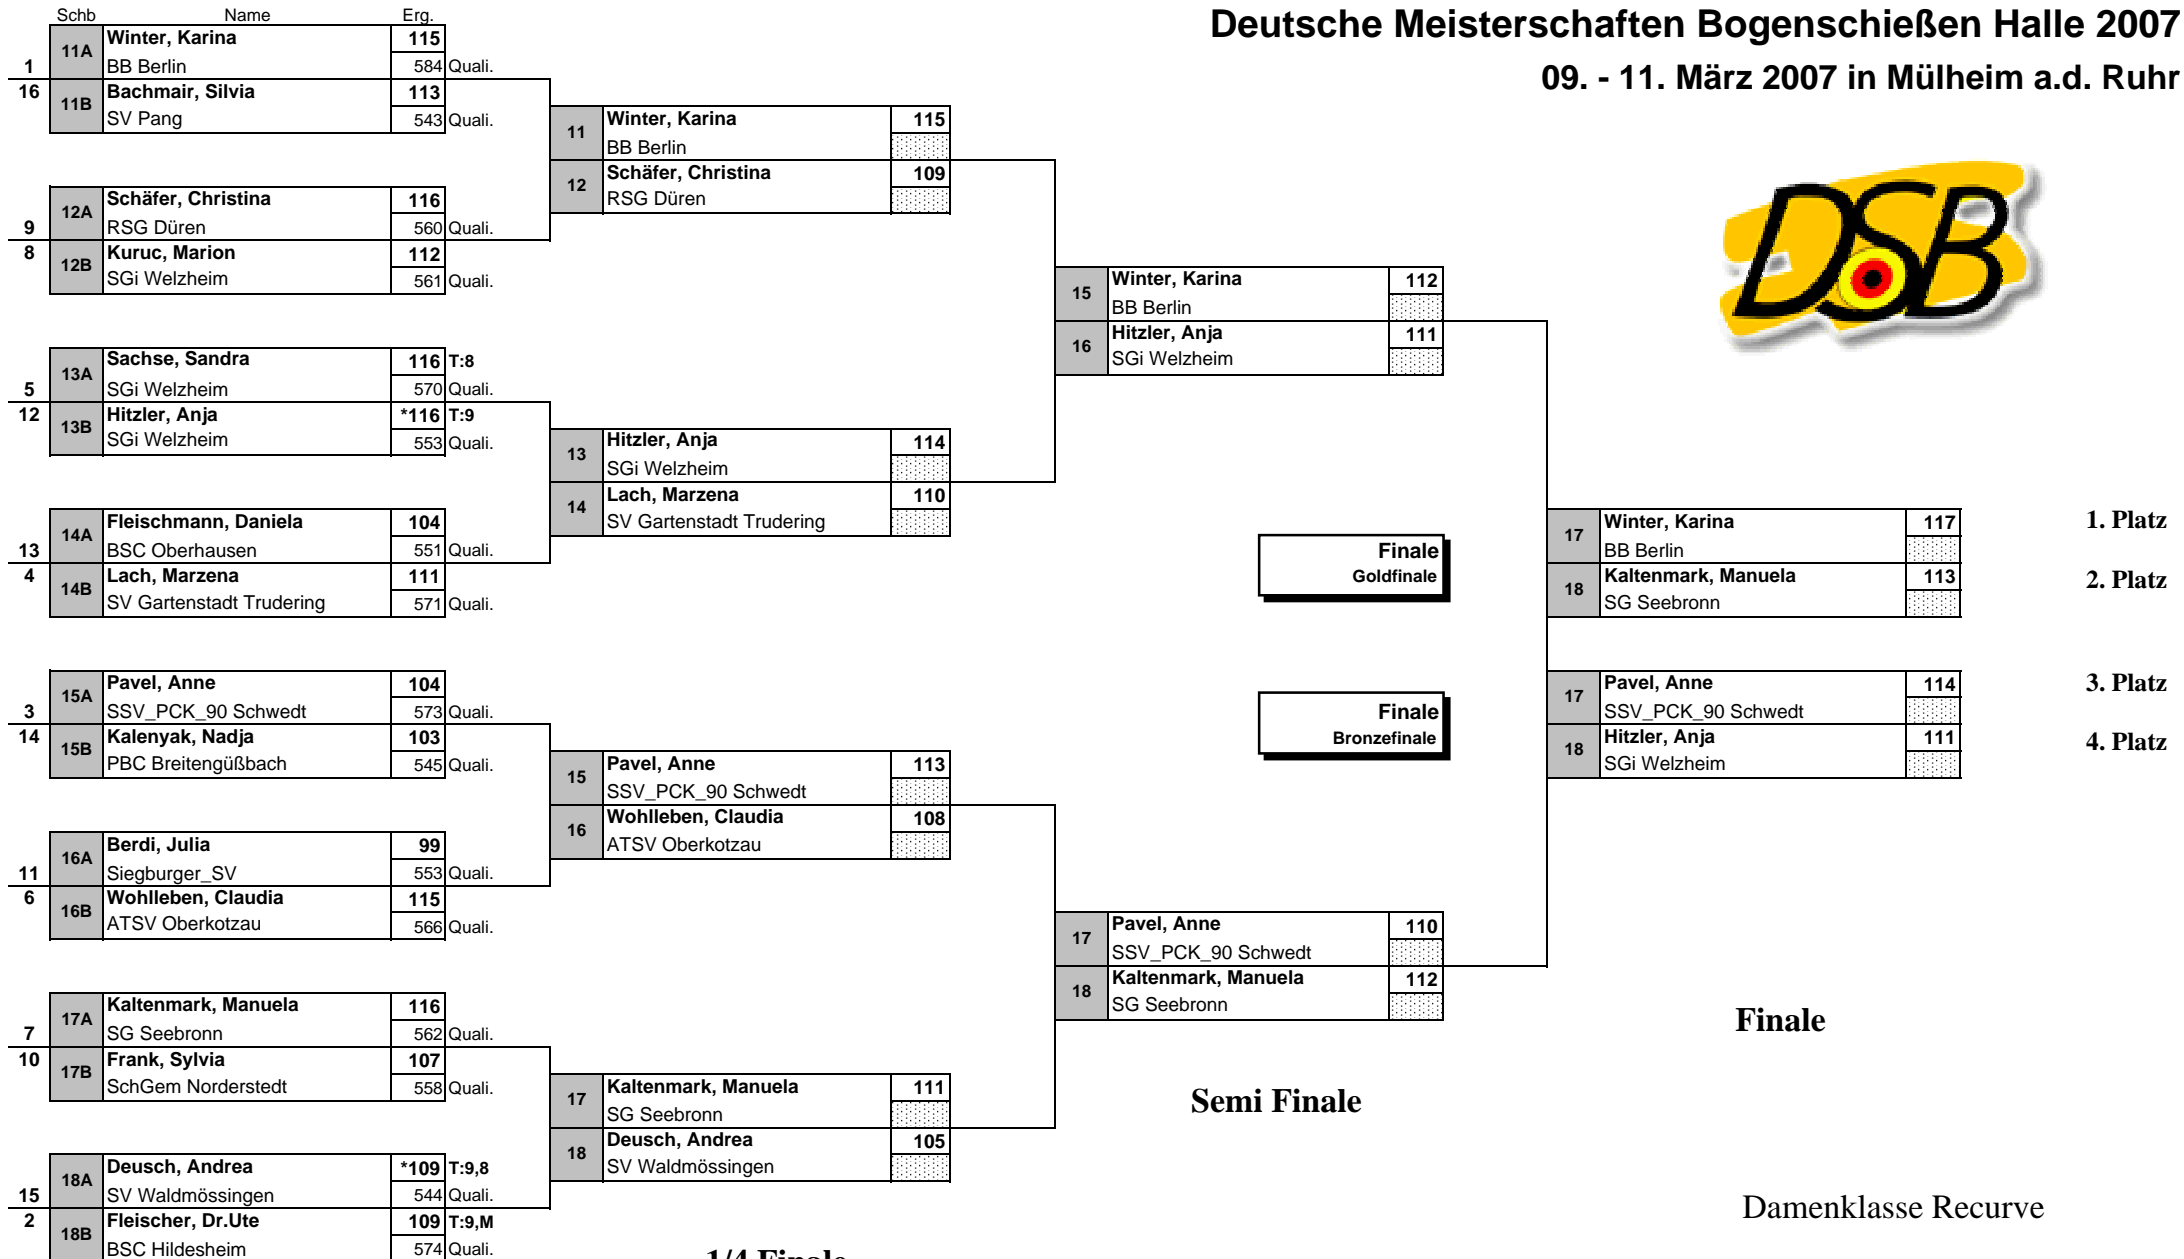 Deutsche Meisterschaften Bogenschießen Halle 2007
09. - 11. März 2007 in Mülheim a.d. Ruhr
DSB
Schb Name Erg.
11A Winter, Karina 115
1 BB Berlin 584 Quali.
16 11B Bachmair, Silvia 113
SV Pang 543 Quali.
12A Schäfer, Christina 116
9 RSG Düren 560 Quali.
8 12B Kuruc, Marion 112
SGi Welzheim 561 Quali.
13A Sachse, Sandra 116 T:8
5 SGi Welzheim 570 Quali.
12 13B Hitzler, Anja *116 T:9
SGi Welzheim 553 Quali.
14A Fleischmann, Daniela 104
13 BSC Oberhausen 551 Quali.
4 14B Lach, Marzena 111
SV Gartenstadt Trudering 571 Quali.
15A Pavel, Anne 104
3 SSV_PCK_90 Schwedt 573 Quali.
14 15B Kalenyak, Nadja 103
PBC Breitengüßbach 545 Quali.
16A Berdi, Julia 99
11 Siegburger_SV 553 Quali.
6 16B Wohlleben, Claudia 115
ATSV Oberkotzau 566 Quali.
17A Kaltenmark, Manuela 116
7 SG Seebronn 562 Quali.
10 17B Frank, Sylvia 107
SchGem Norderstedt 558 Quali.
18A Deusch, Andrea *109 T:9,8
15 SV Waldmössingen 544 Quali.
2 18B Fleischer, Dr.Ute 109 T:9,M
BSC Hildesheim 574 Quali.
11 Winter, Karina 115
BB Berlin
12 Schäfer, Christina 109
RSG Düren
13 Hitzler, Anja 114
SGi Welzheim
14 Lach, Marzena 110
SV Gartenstadt Trudering
15 Pavel, Anne 113
SSV_PCK_90 Schwedt
16 Wohlleben, Claudia 108
ATSV Oberkotzau
17 Kaltenmark, Manuela 111
SG Seebronn
18 Deusch, Andrea 105
SV Waldmössingen
1/4 Finale
15 Winter, Karina 112
BB Berlin
16 Hitzler, Anja 111
SGi Welzheim
17 Pavel, Anne 110
SSV_PCK_90 Schwedt
18 Kaltenmark, Manuela 112
SG Seebronn
Semi Finale
Finale
Goldfinale
17 Winter, Karina 117 1. Platz
BB Berlin
18 Kaltenmark, Manuela 113 2. Platz
SG Seebronn
Finale
Bronzefinale
17 Pavel, Anne 114 3. Platz
SSV_PCK_90 Schwedt
18 Hitzler, Anja 111 4. Platz
SGi Welzheim
Finale
Damenklasse Recurve